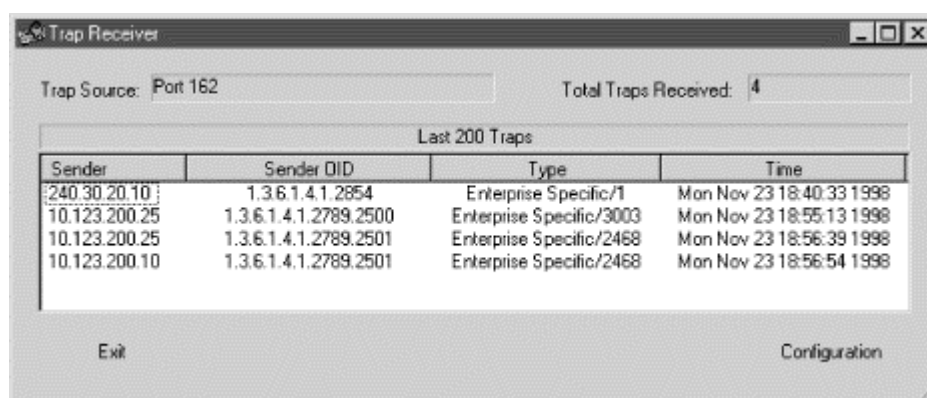 Trap Receiver
Trap Source: Port 162 Total Traps Received: 4
Last 200 Traps
Sender Sender OID Type Time
240.30.20.10 1.3.6.1.4.1.2854 Enterprise Specific/1 Mon Nov 23 18:40:33 1998
10.123.200.25 1.3.6.1.4.1.2789.2500 Enterprise Specific/3003 Mon Nov 23 18:55:13 1998
10.123.200.25 1.3.6.1.4.1.2789.2501 Enterprise Specific/2468 Mon Nov 23 18:56:39 1998
10.123.200.10 1.3.6.1.4.1.2789.2501 Enterprise Specific/2468 Mon Nov 23 18:56:54 1998
Exit Configuration